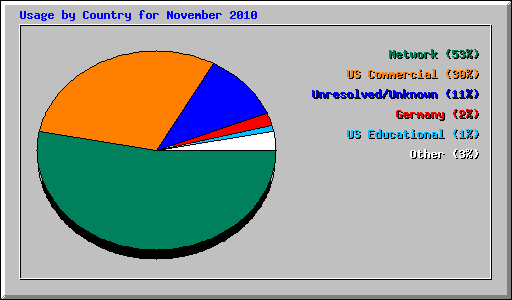 Usage by Country for November 2010
Network (53%)
US Commercial (30%)
Unresolved/Unknown (11%)
Germany (2%)
US Educational (1%)
Other (3%)